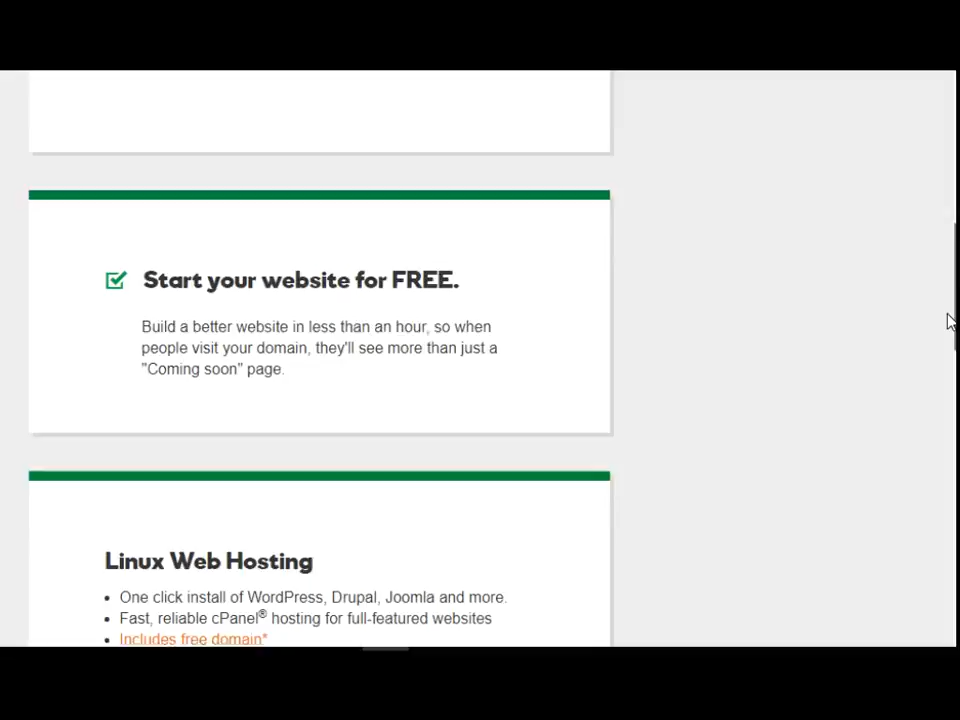 Start your website for FREE.
Build a better website in less than an hour, so when
people visit your domain, they'll see more than just a
"Coming soon" page.
Linux Web Hosting
• One click install of WordPress, Drupal, Joomla and more.
• Fast, reliable cPanel® hosting for full-featured websites
• Includes free domain*